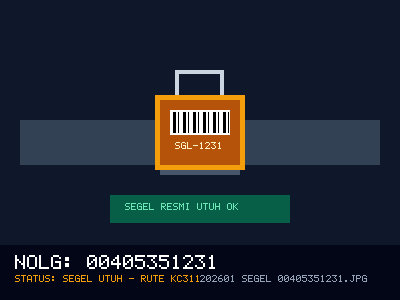 SGL-1231
SEGEL RESMI UTUH OK
NOLG: 00405351231
STATUS: SEGEL UTUH - RUTE KC311202601 SEGEL 00405351231.JPG